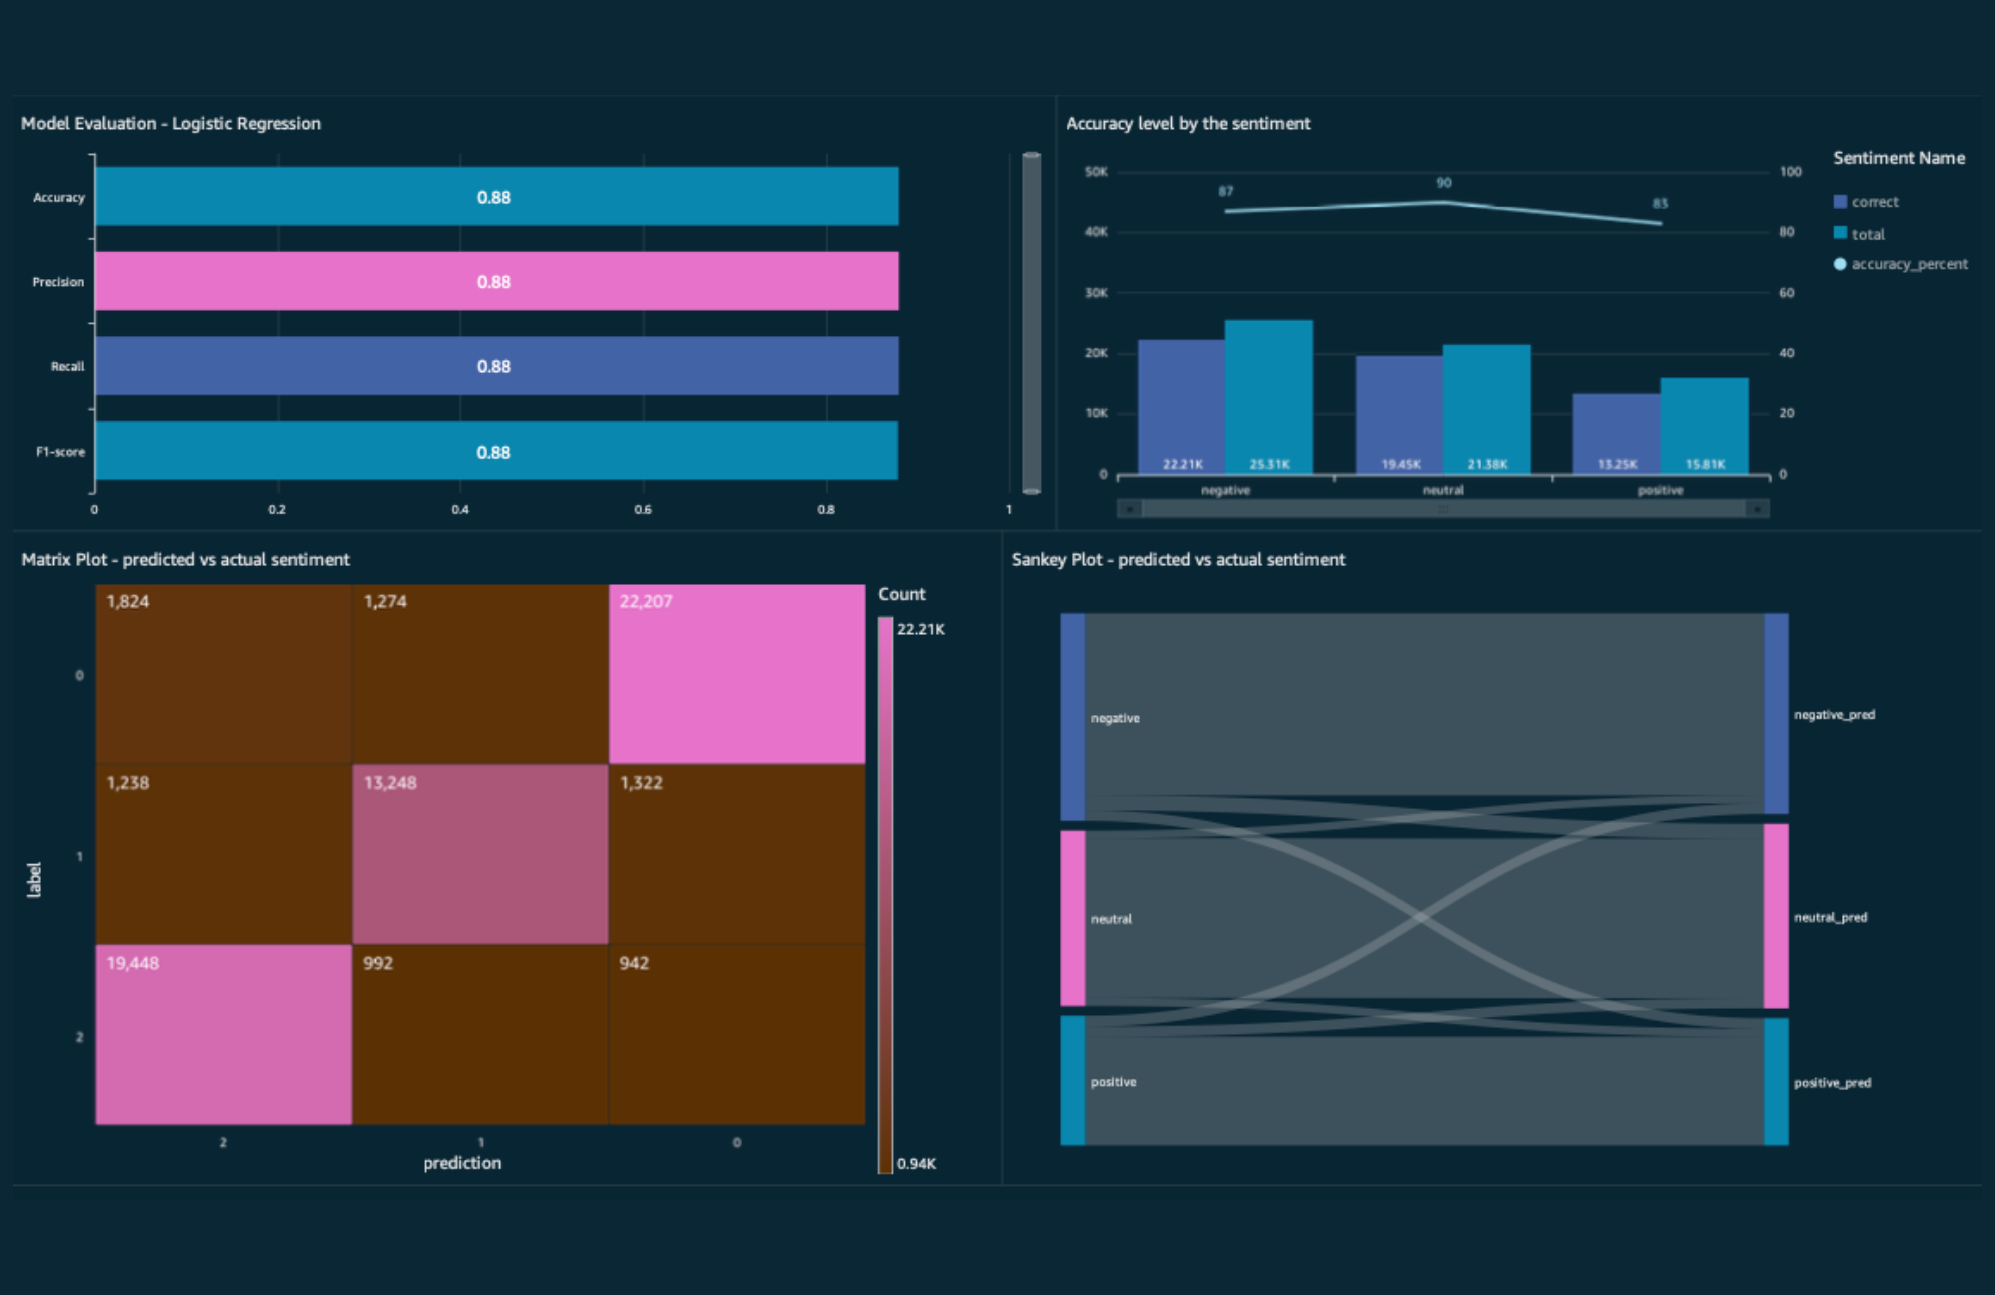 Model Evaluation - Logistic Regression
Accuracy
0.88
Precision
0.88
Recall
0.88
F1-score
0.88
0 0.2 0.4 0.6 0.8 1
Accuracy level by the sentiment
50K
40K
30K
20K
10K
0
87 90 83
22.21K 25.31K 19.45K 21.38K 13.25K 15.81K
negative neutral positive
100
80
60
40
20
0
Sentiment Name
correct
total
accuracy_percent
Matrix Plot - predicted vs actual sentiment
label
0
1,824 1,274 22,207
1
1,238 13,248 1,322
2
19,448 992 942
2 1 0
prediction
Count
22.21K
0.94K
Sankey Plot - predicted vs actual sentiment
negative
neutral
positive
negative_pred
neutral_pred
positive_pred